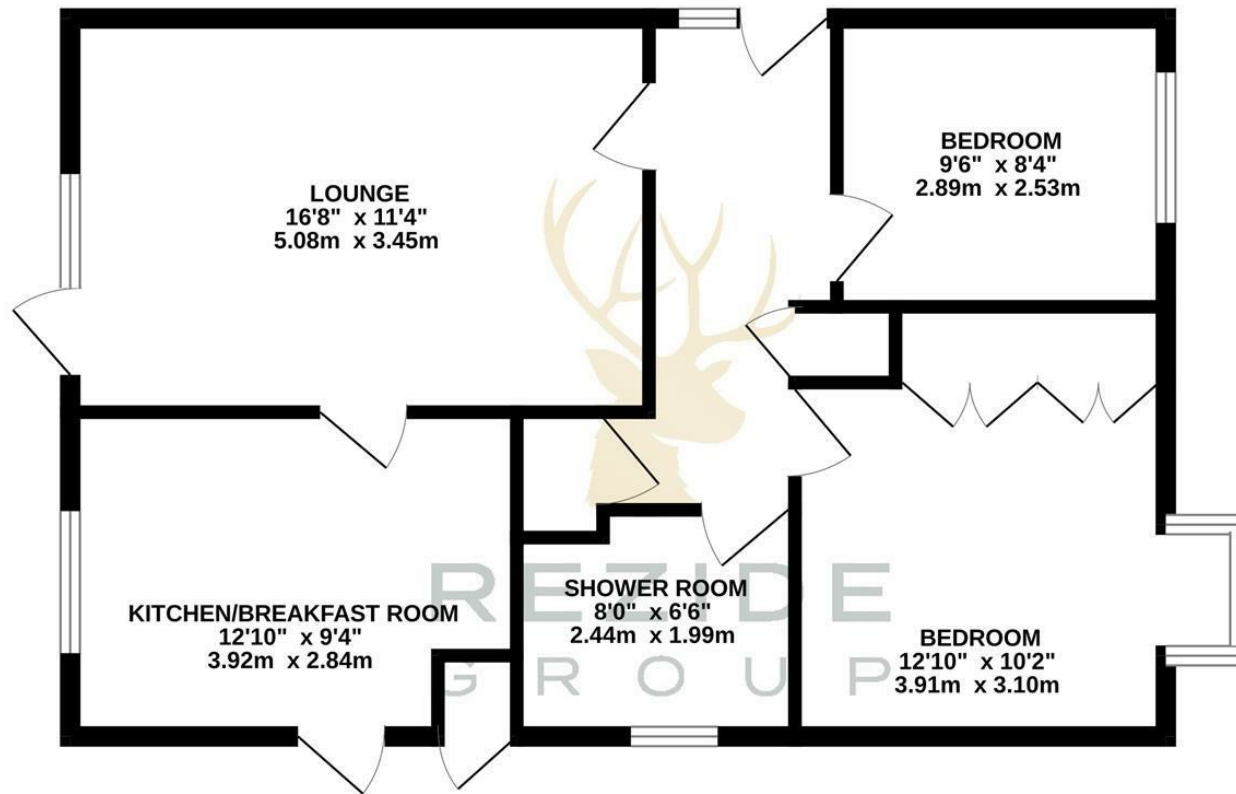 BEDROOM
9'6" x 8'4"
2.89m x 2.53m
LOUNGE
16'8" x 11'4"
5.08m x 3.45m
KITCHEN/BREAKFAST ROOM
12'10" x 9'4"
3.92m x 2.84m
SHOWER ROOM
8'0" x 6'6"
2.44m x 1.99m
BEDROOM
12'10" x 10'2"
3.91m x 3.10m
REZIDE
GROUP